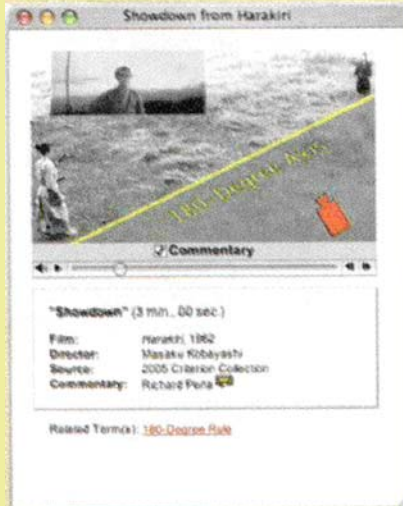 Showdown from Harakiri
180-Degree Axis
Commentary
"Showdown" (3 min., 00 sec.)
Film: Harakiri, 1962
Director: Masaku Kobayashi
Source: 2005 Criterion Collection
Commentary: Richard Peña
Related Term(s): 180-Degree Rule